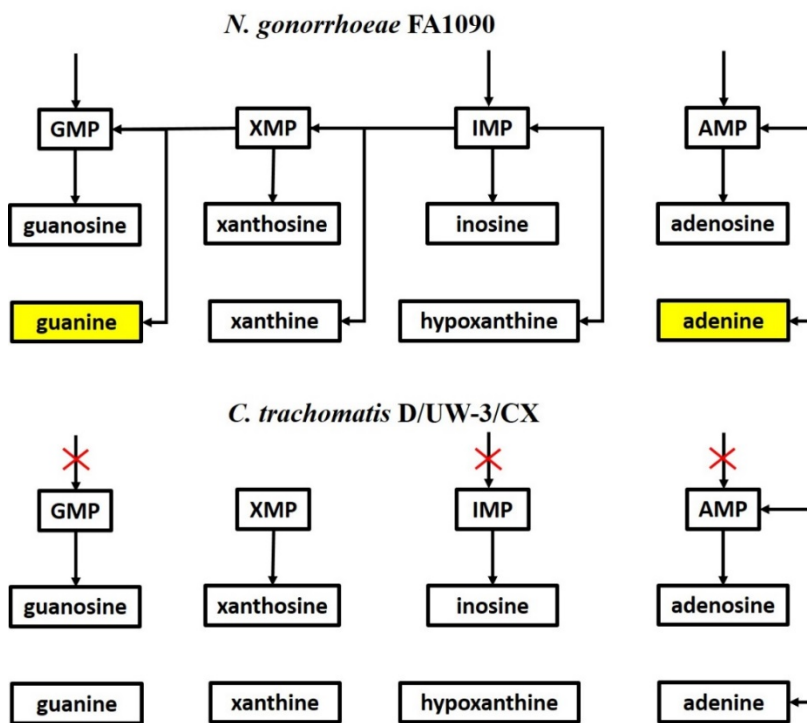 N. gonorrhoeae FA1090
GMP XMP IMP AMP
guanosine xanthosine inosine adenosine
guanine xanthine hypoxanthine adenine
C. trachomatis D/UW-3/CX
GMP XMP IMP AMP
guanosine xanthosine inosine adenosine
guanine xanthine hypoxanthine adenine